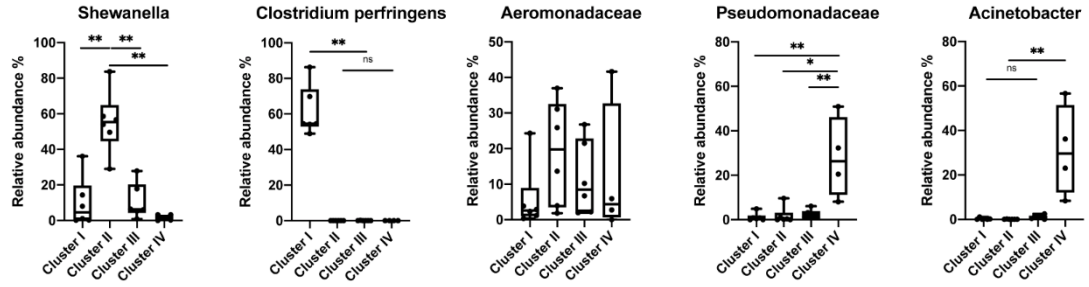 Shewanella
Relative abundance %
100
80
60
40
20
0
**
**
**
Cluster I
Cluster II
Cluster III
Cluster IV
Clostridium perfringens
Relative abundance %
100
80
60
40
20
0
**
ns
Cluster I
Cluster II
Cluster III
Cluster IV
Aeromonadaceae
Relative abundance %
50
40
30
20
10
0
Cluster I
Cluster II
Cluster III
Cluster IV
Pseudomonadaceae
Relative abundance %
80
60
40
20
0
**
*
**
Cluster I
Cluster II
Cluster III
Cluster IV
Acinetobacter
Relative abundance %
80
60
40
20
0
**
ns
Cluster I
Cluster II
Cluster III
Cluster IV